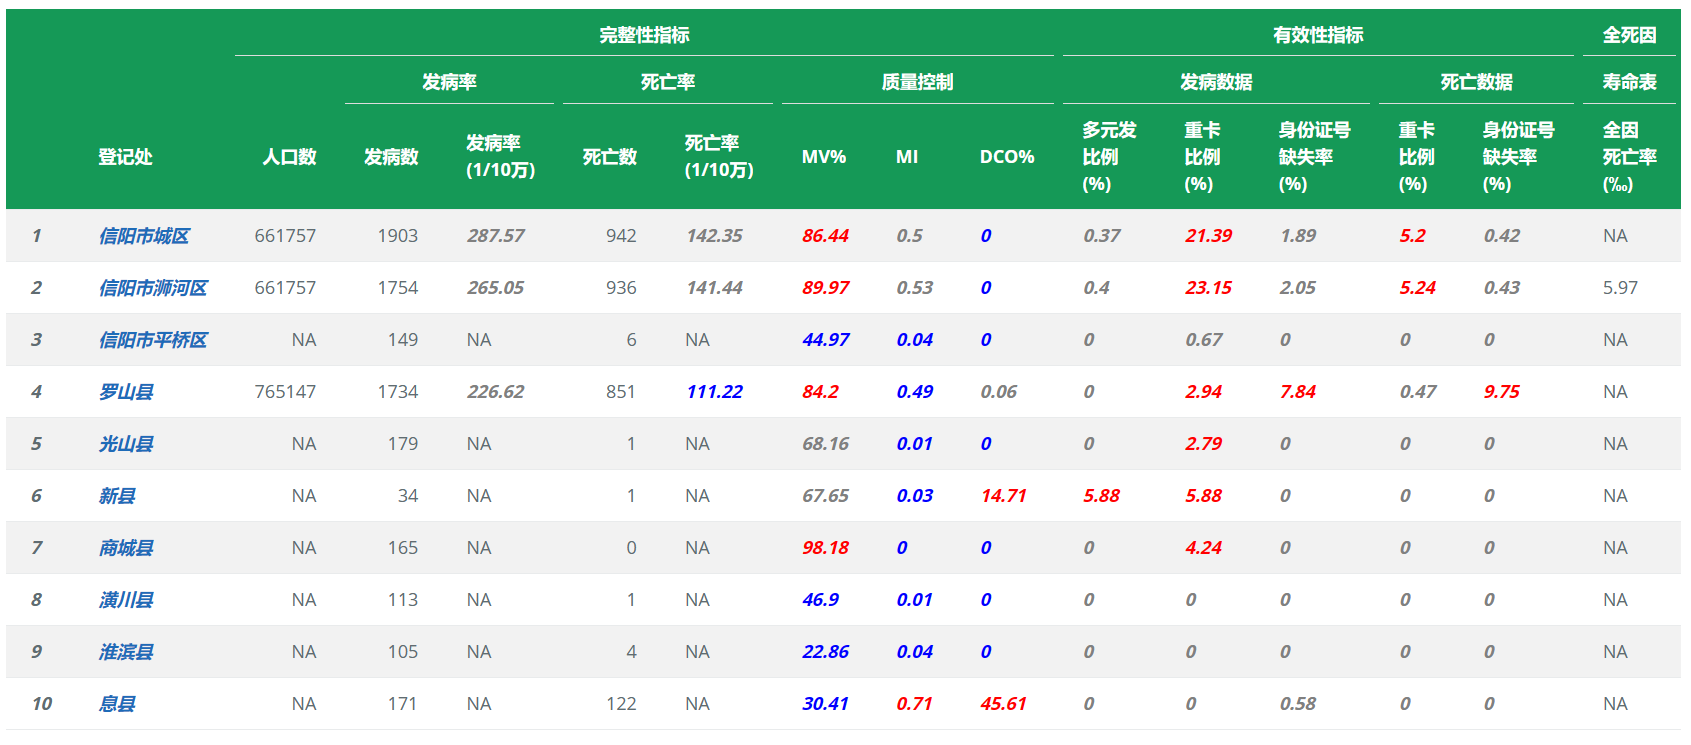 完整性指标 有效性指标 全死因
发病率 死亡率 质量控制 发病数据 死亡数据 寿命表
登记处 人口数 发病数 发病率 (1/10万) 死亡数 死亡率 (1/10万) MV% MI DCO% 多元发比例 (%) 重卡比例 (%) 身份证号缺失率 (%) 重卡比例 (%) 身份证号缺失率 (%) 全因死亡率 (‰)
1 信阳市城区 661757 1903 287.57 942 142.35 86.44 0.5 0 0.37 21.39 1.89 5.2 0.42 NA
2 信阳市浉河区 661757 1754 265.05 936 141.44 89.97 0.53 0 0.4 23.15 2.05 5.24 0.43 5.97
3 信阳市平桥区 NA 149 NA 6 NA 44.97 0.04 0 0 0.67 0 0 0 NA
4 罗山县 765147 1734 226.62 851 111.22 84.2 0.49 0.06 0 2.94 7.84 0.47 9.75 NA
5 光山县 NA 179 NA 1 NA 68.16 0.01 0 0 2.79 0 0 0 NA
6 新县 NA 34 NA 1 NA 67.65 0.03 14.71 5.88 5.88 0 0 0 NA
7 商城县 NA 165 NA 0 NA 98.18 0 0 0 4.24 0 0 0 NA
8 潢川县 NA 113 NA 1 NA 46.9 0.01 0 0 0 0 0 0 NA
9 淮滨县 NA 105 NA 4 NA 22.86 0.04 0 0 0 0 0 0 NA
10 息县 NA 171 NA 122 NA 30.41 0.71 45.61 0 0 0.58 0 0 NA